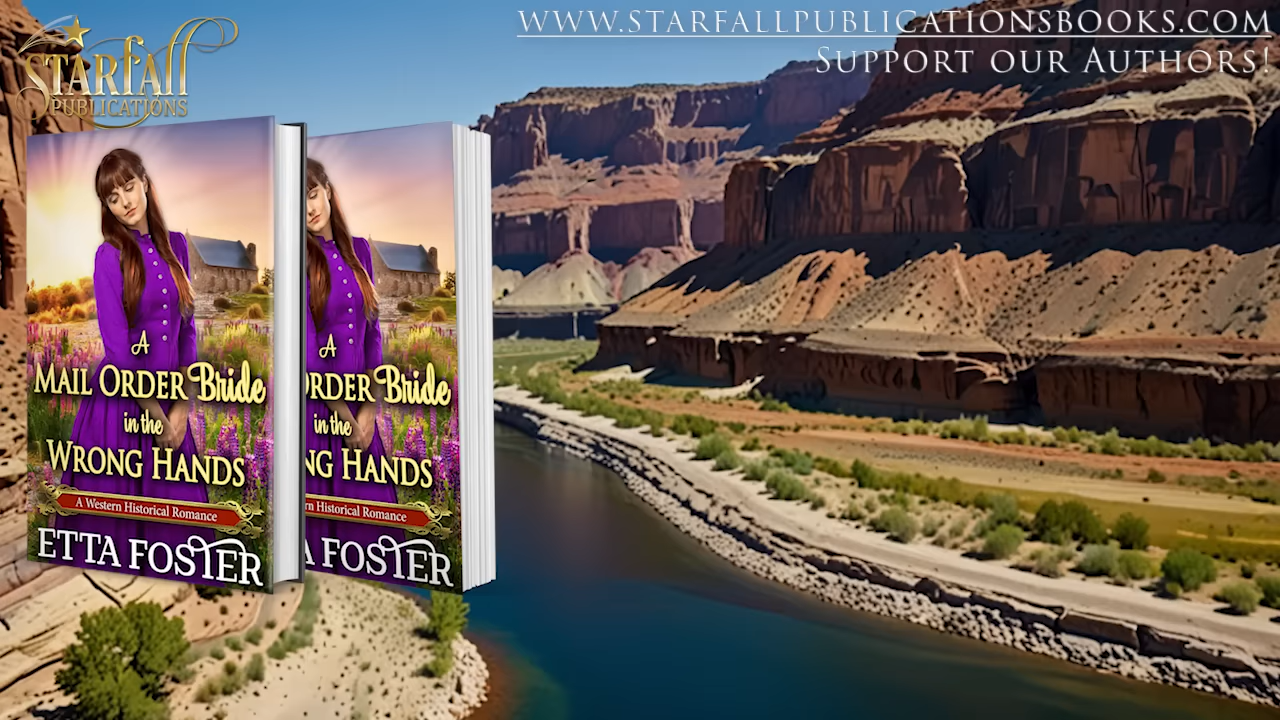 STARfall
PUBLICATIONS
WWW.STARFALLPUBLICATIONSBOOKS.COM
SUPPORT OUR AUTHORS!
A
MAIL ORDER Bride
in the
WRONG HANDS
A Western Historical Romance
ETTA FOSTER
A
ORDER Bride
in the
NG HANDS
rn Historical Romance
A FOSTER